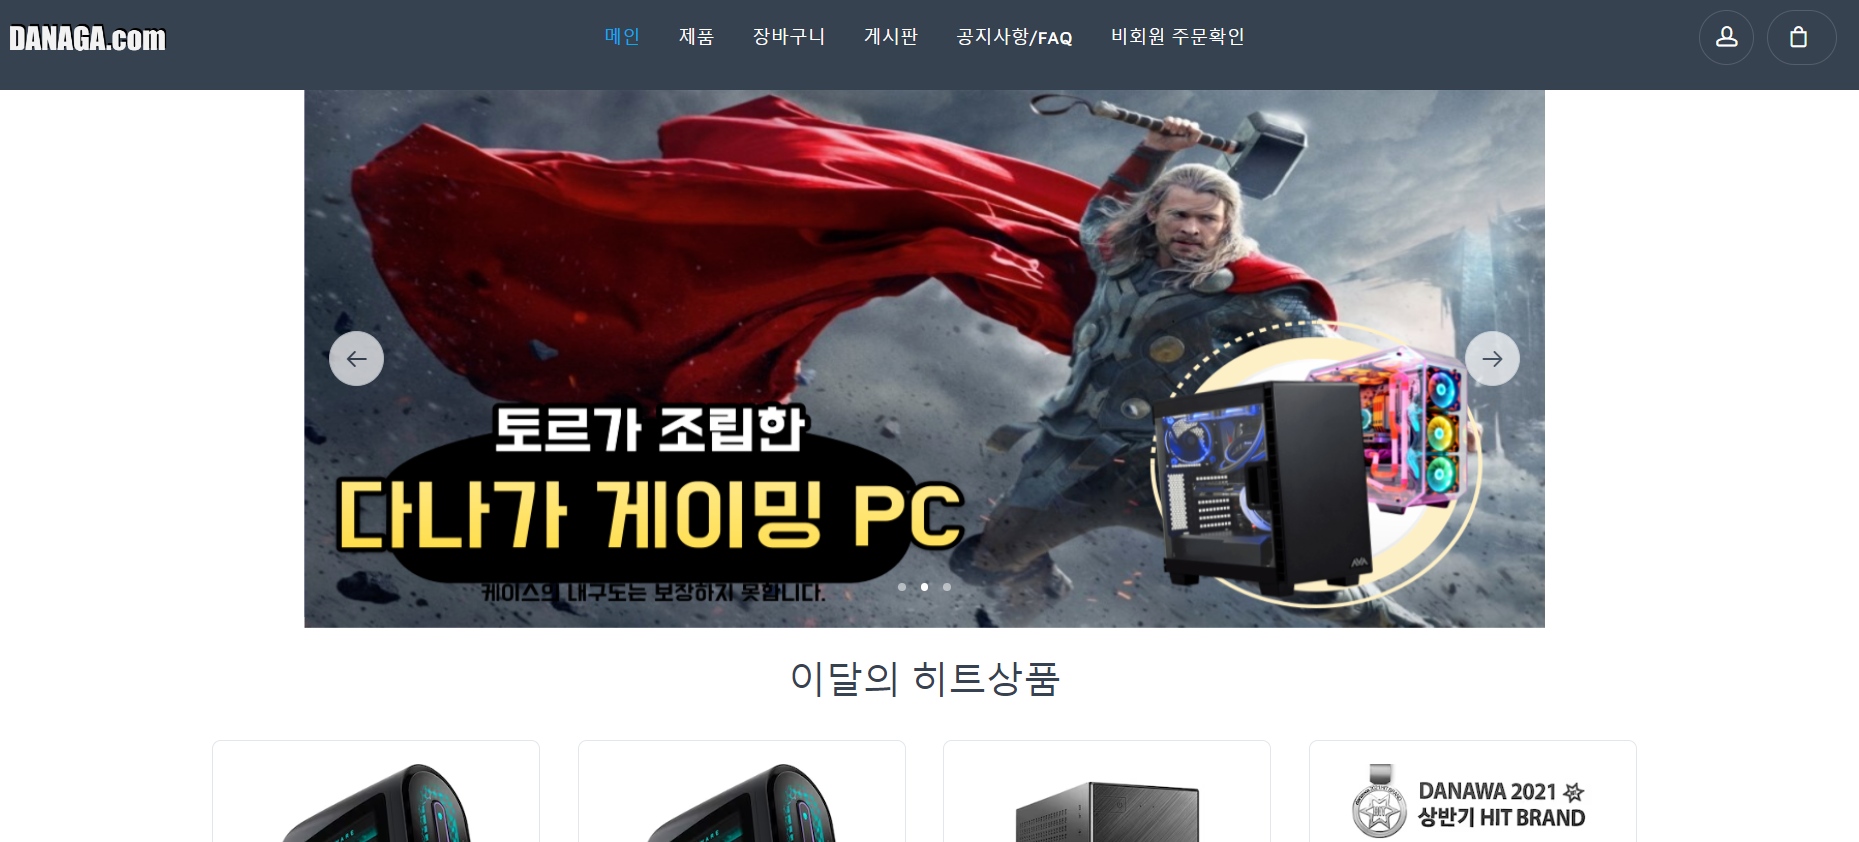 DANAGA.com
메인 제품 장바구니 게시판 공지사항/FAQ 비회원 주문확인
토르가 조립한
다나가 게이밍 PC
케이스의 내구도는 보장하지 못합니다.
이달의 히트상품
DANAWA 2021
상반기 HIT BRAND